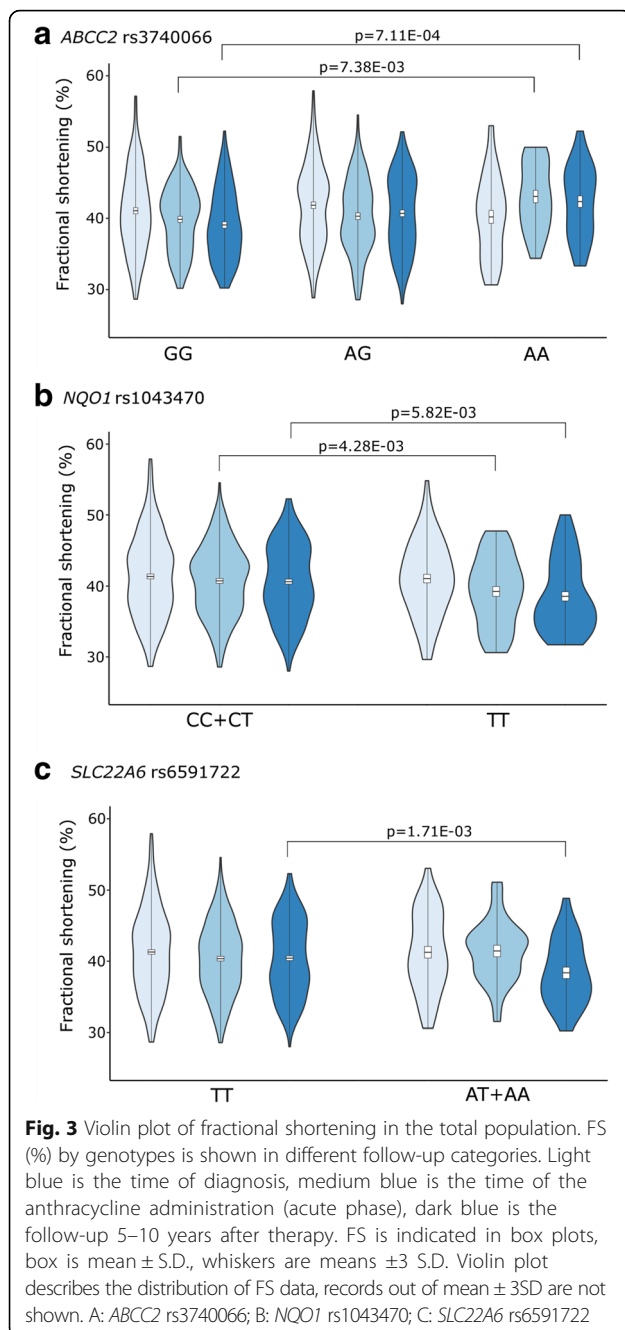 a ABCC2 rs3740066
p=7.11E-04
p=7.38E-03
Fractional shortening (%)
60
50
40
30
GG AG AA
b NQO1 rs1043470
p=5.82E-03
p=4.28E-03
Fractional shortening (%)
60
50
40
30
CC+CT TT
c SLC22A6 rs6591722
p=1.71E-03
Fractional shortening (%)
60
50
40
30
TT AT+AA
Fig. 3 Violin plot of fractional shortening in the total population. FS
(%) by genotypes is shown in different follow-up categories. Light
blue is the time of diagnosis, medium blue is the time of the
anthracycline administration (acute phase), dark blue is the
follow-up 5–10 years after therapy. FS is indicated in box plots,
box is mean ± S.D., whiskers are means ±3 S.D. Violin plot
describes the distribution of FS data, records out of mean ± 3SD are not
shown. A: ABCC2 rs3740066; B: NQO1 rs1043470; C: SLC22A6 rs6591722